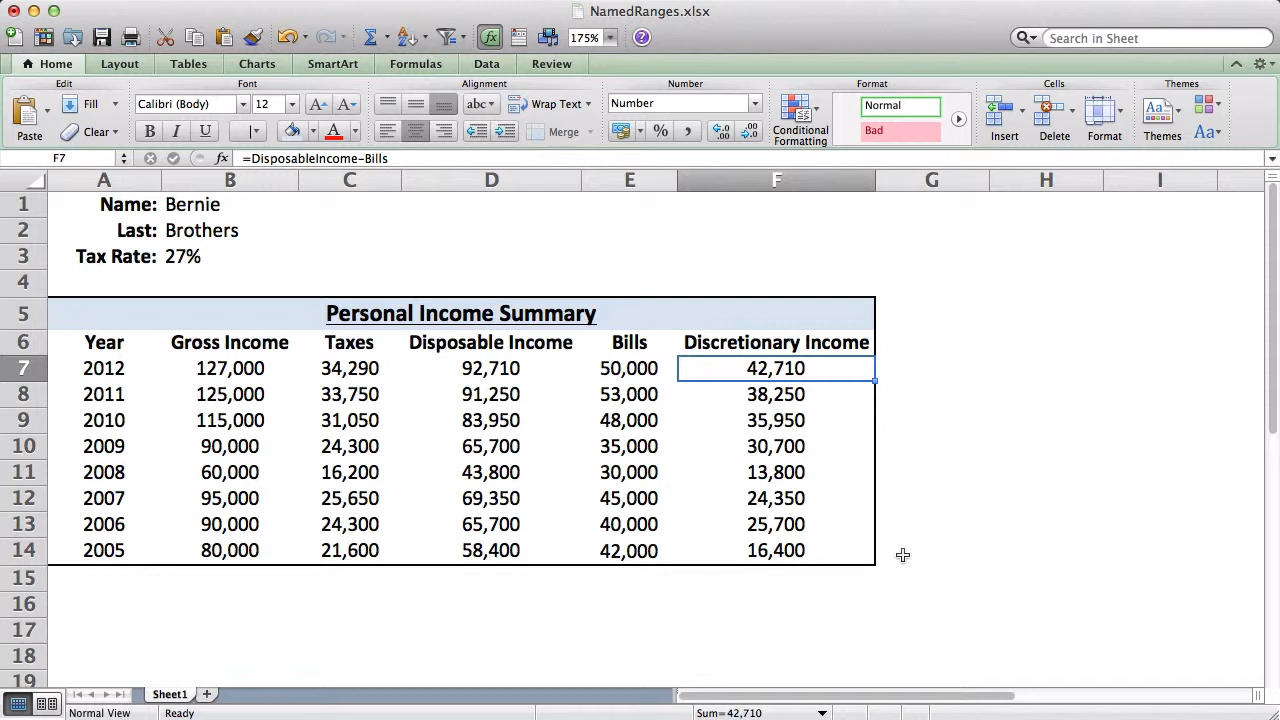 NamedRanges.xlsx
175%
Search in Sheet
Home Layout Tables Charts SmartArt Formulas Data Review
Edit Font Alignment Number Format Cells Themes
Paste Fill Clear Calibri (Body) 12 abc Wrap Text Number Conditional Formatting Normal Insert Delete Format Themes Aa
B I U A Merge % Bad
F7 fx =DisposableIncome-Bills
A B C D E F G H I
1 Name: Bernie
2 Last: Brothers
3 Tax Rate: 27%
4
5 Personal Income Summary
6 Year Gross Income Taxes Disposable Income Bills Discretionary Income
7 2012 127,000 34,290 92,710 50,000 42,710
8 2011 125,000 33,750 91,250 53,000 38,250
9 2010 115,000 31,050 83,950 48,000 35,950
10 2009 90,000 24,300 65,700 35,000 30,700
11 2008 60,000 16,200 43,800 30,000 13,800
12 2007 95,000 25,650 69,350 45,000 24,350
13 2006 90,000 24,300 65,700 40,000 25,700
14 2005 80,000 21,600 58,400 42,000 16,400
15
16
17
18
19
Sheet1
Normal View Ready Sum=42,710